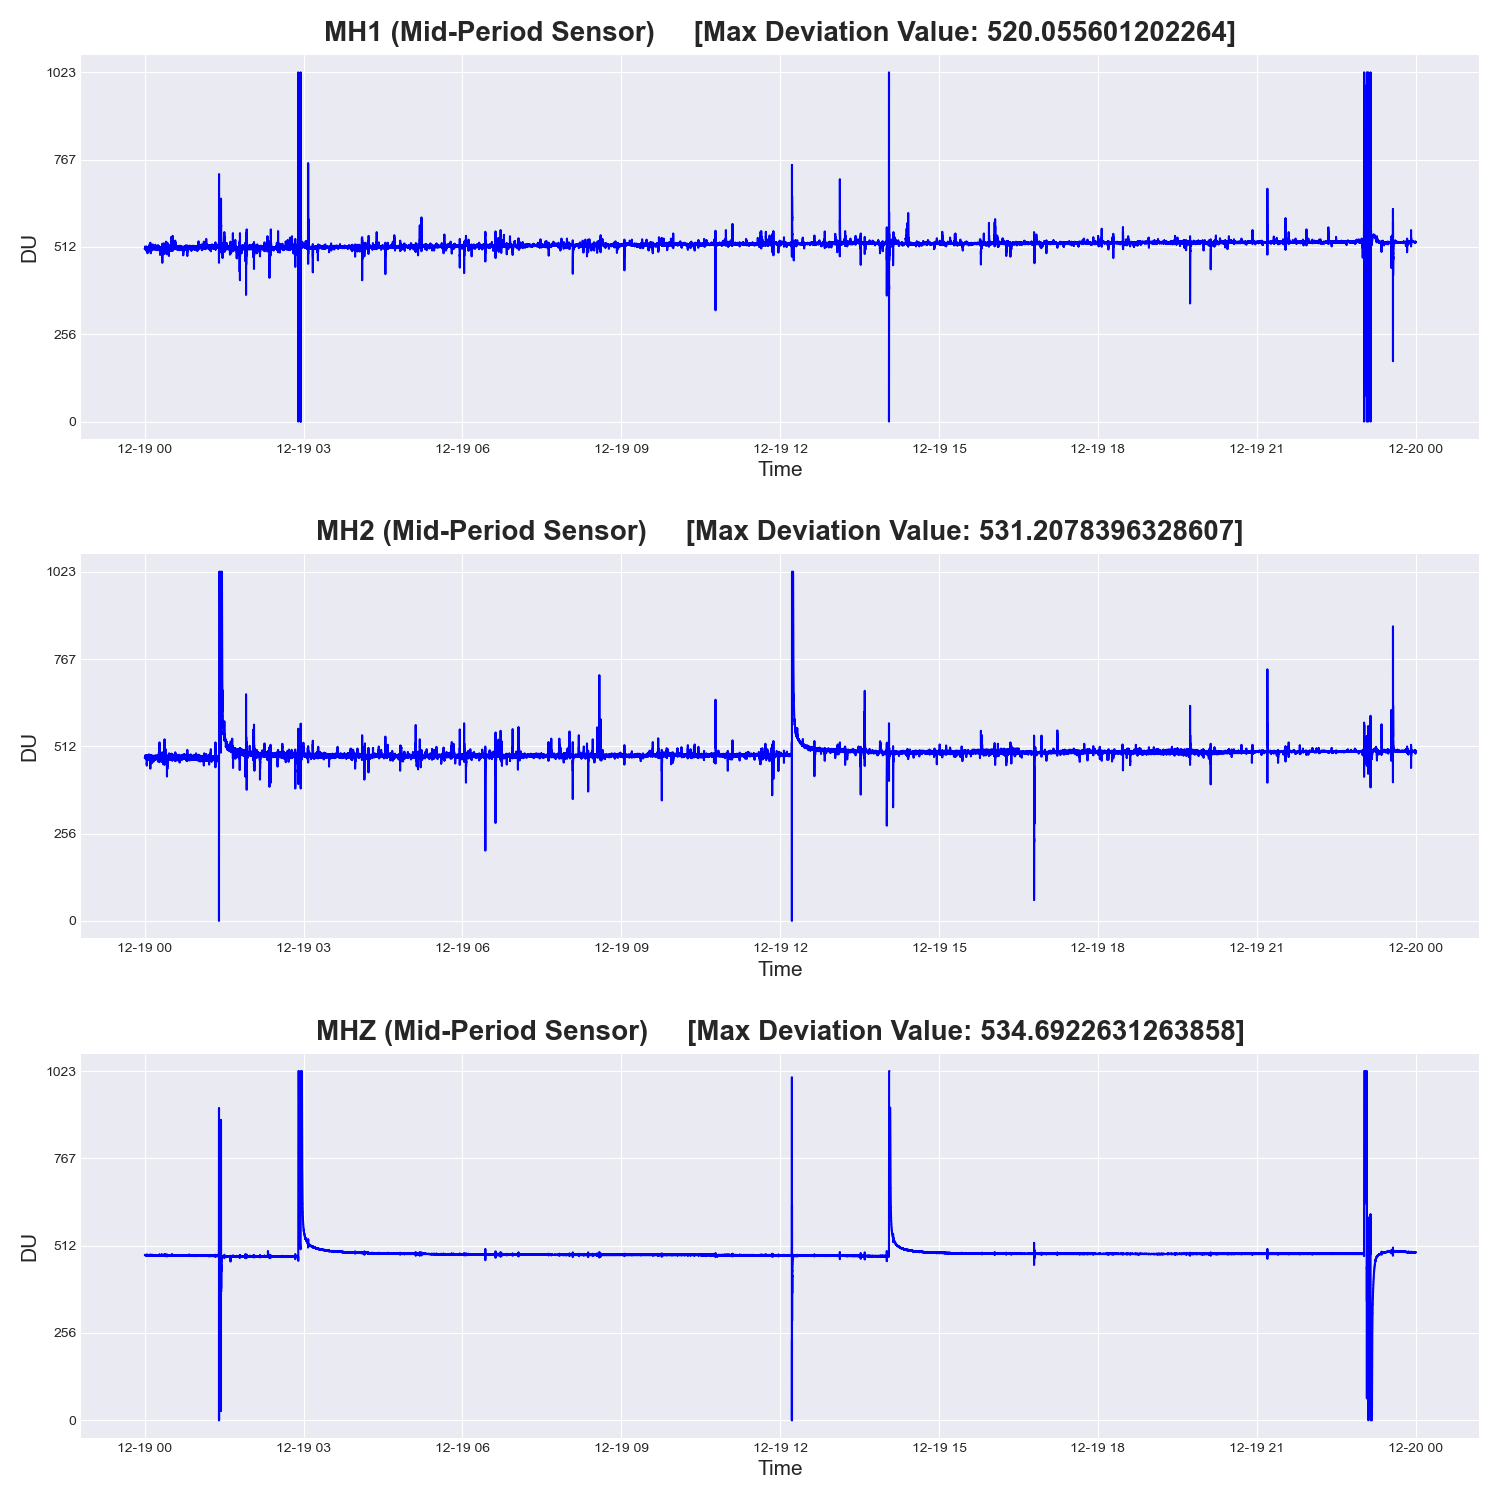 MH1 (Mid-Period Sensor) [Max Deviation Value: 520.055601202264]
1023
767
512
256
0
DU
12-19 00 12-19 03 12-19 06 12-19 09 12-19 12 12-19 15 12-19 18 12-19 21 12-20 00
Time
MH2 (Mid-Period Sensor) [Max Deviation Value: 531.2078396328607]
1023
767
512
256
0
DU
12-19 00 12-19 03 12-19 06 12-19 09 12-19 12 12-19 15 12-19 18 12-19 21 12-20 00
Time
MHZ (Mid-Period Sensor) [Max Deviation Value: 534.6922631263858]
1023
767
512
256
0
DU
12-19 00 12-19 03 12-19 06 12-19 09 12-19 12 12-19 15 12-19 18 12-19 21 12-20 00
Time